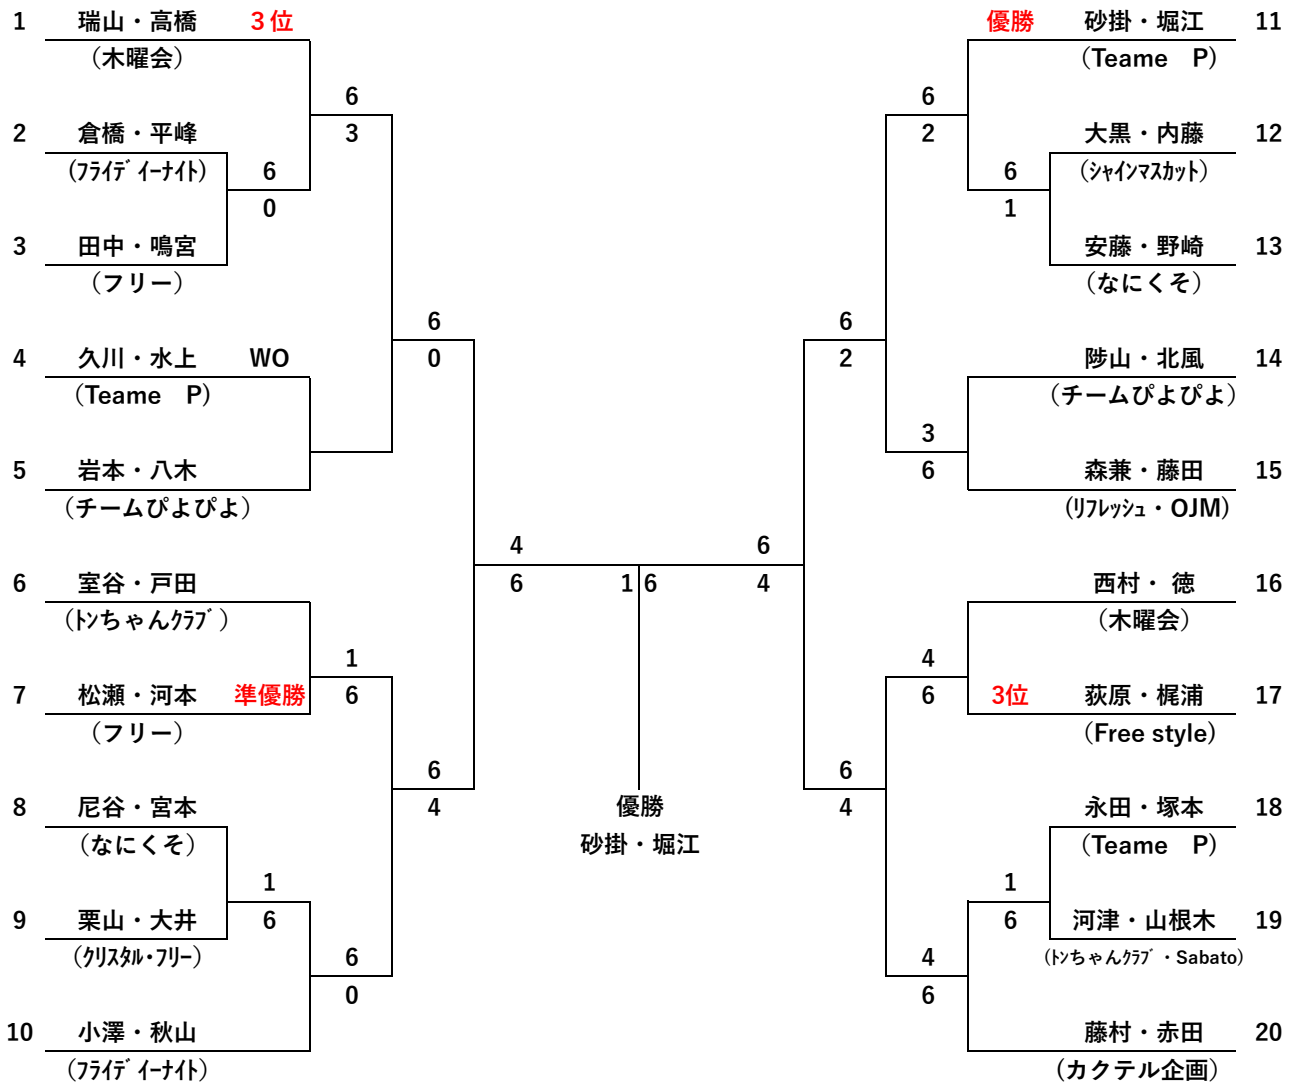 1 瑞山・高橋 ３位
（木曜会）
6
3
2 倉橋・平峰
(ﾌﾗｲﾃﾞｲｰﾅｲﾄ)
6
0
3 田中・鳴宮
（フリー）
6
0
4 久川・水上 WO
（Teame　P)
5 岩本・八木
（チームぴよぴよ）
4
6
6 室谷・戸田
(ﾄﾝちゃんｸﾗﾌﾞ）
1
6
7 松瀬・河本 準優勝
（フリー）
6
4
8 尼谷・宮本
（なにくそ）
1
6
9 栗山・大井
（ｸﾘｽﾀﾙ・ﾌﾘｰ）
6
0
10 小澤・秋山
(ﾌﾗｲﾃﾞｲｰﾅｲﾄ)
1 6
優勝
砂掛・堀江
優勝 砂掛・堀江 11
（Teame　P)
6
2
大黒・内藤 12
（ｼｬｲﾝﾏｽｶｯﾄ）
6
1
安藤・野崎 13
（なにくそ）
6
2
陟山・北風 14
（チームぴよぴよ）
3
6
森兼・藤田 15
(ﾘﾌﾚｯｼｭ・OJM)
6
4
西村・ 徳 16
（木曜会）
4
6
3位 荻原・梶浦 17
（Free style)
6
4
永田・塚本 18
（Teame　P)
1
6
河津・山根木 19
(ﾄﾝちゃんｸﾗﾌﾞ・Sabato)
4
6
藤村・赤田 20
（カクテル企画）